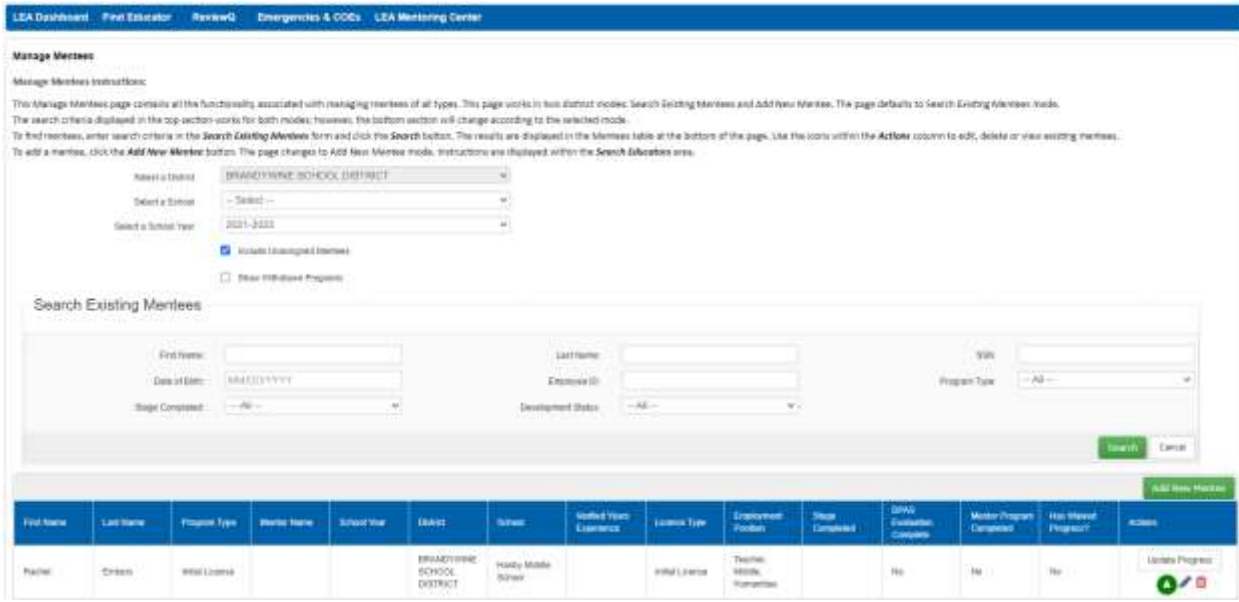 LEA Dashboard Find Educator ReviewQ Emergencies & COEs LEA Mentoring Center
Manage Mentees
Manage Mentees Instructions:
This Manage Mentees page contains all the functionality associated with managing mentees of all types. This page works in two distinct modes: Search Existing Mentees and Add New Mentee. The page defaults to Search Existing Mentees mode.
The search criteria displayed in the top section works for both modes; however, the bottom section will change according to the selected mode.
To find mentees, enter search criteria in the Search Existing Mentees form and click the Search button. The results are displayed in the Mentees table at the bottom of the page. Use the icons within the Actions column to edit, delete or view existing mentees.
To add a mentee, click the Add New Mentee button. The page changes to Add New Mentee mode. Instructions are displayed within the Search Educators area.
Select a District BRANDYWINE SCHOOL DISTRICT
Select a School -- Select --
Select a School Year 2021-2022
Include Unassigned Mentees
Show Withdrawn Programs
Search Existing Mentees
First Name: Last Name: SSN:
Date of Birth: MM/DD/YYYY Employee ID: Program Type -- All --
Stage Completed -- All -- Development Status -- All --
Search Cancel
Add New Mentee
First Name Last Name Program Type Mentor Name School Year District School Verified Years Experience License Type Employment Position Stage Completed DPAS Evaluation Complete Mentor Program Completed Has Waived Progress? Actions
Rachel Initial License BRANDYWINE SCHOOL DISTRICT Hanby Middle School Initial License Teacher, Middle, Humanities No No No Update Progress